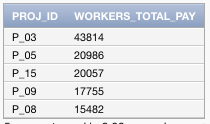 PROJ_ID WORKERS_TOTAL_PAY
P_03 43814
P_05 20986
P_15 20057
P_09 17755
P_08 15482